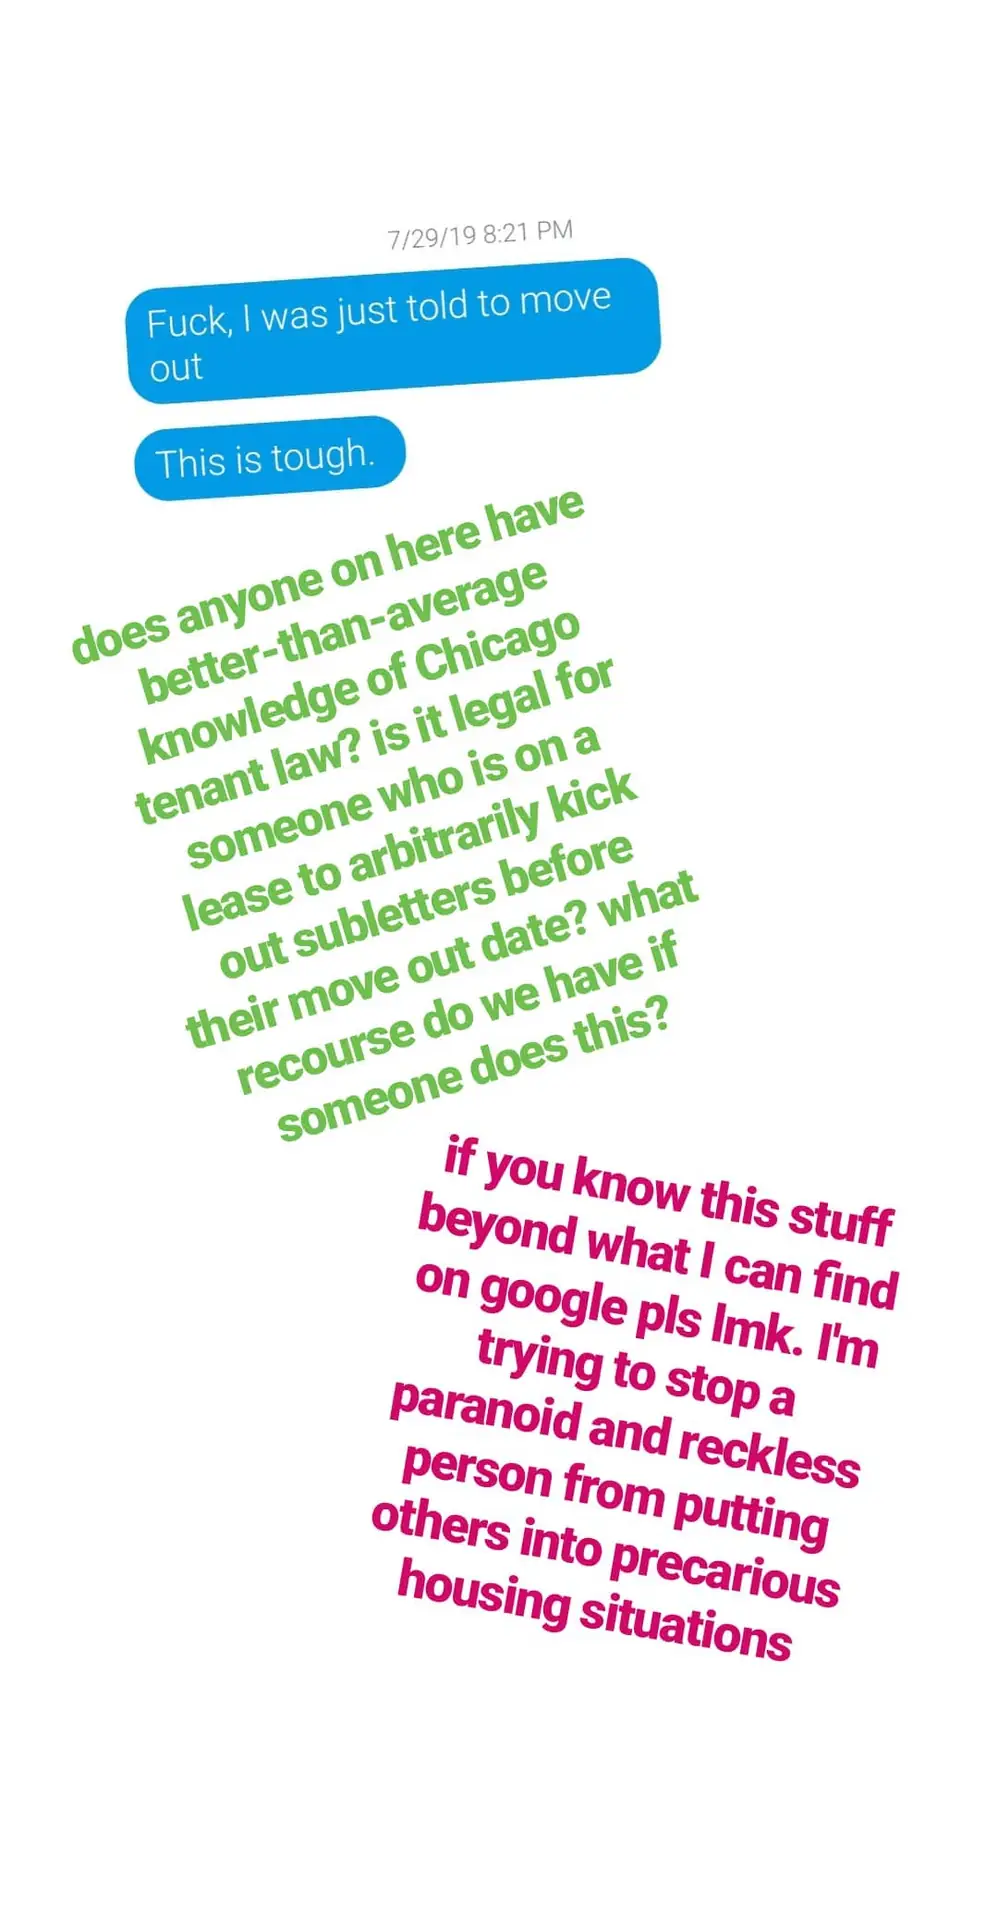 7/29/19 8:21 PM
Fuck, I was just told to move
out
This is tough.
does anyone on here have
better-than-average
knowledge of Chicago
tenant law? is it legal for
someone who is on a
lease to arbitrarily kick
out subletters before
their move out date? what
recourse do we have if
someone does this?
if you know this stuff
beyond what I can find
on google pls lmk. I'm
trying to stop a
paranoid and reckless
person from putting
others into precarious
housing situations